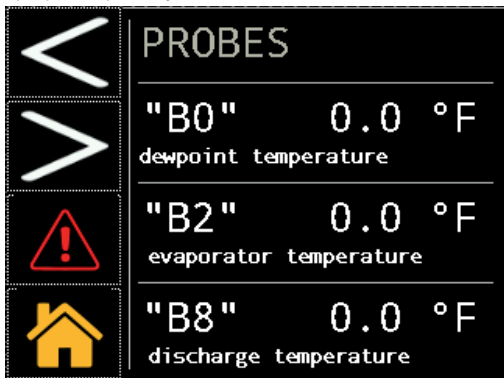 PROBES
"B0" 0.0 °F
dewpoint temperature
"B2" 0.0 °F
evaporator temperature
"B8" 0.0 °F
discharge temperature